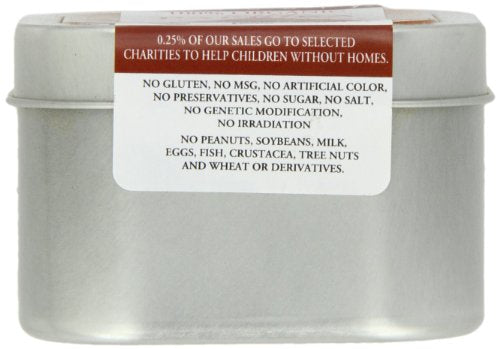 0.25% OF OUR SALES GO TO SELECTED
CHARITIES TO HELP CHILDREN WITHOUT HOMES.
NO GLUTEN, NO MSG, NO ARTIFICIAL COLOR,
NO PRESERVATIVES, NO SUGAR, NO SALT,
NO GENETIC MODIFICATION,
NO IRRADIATION
NO PEANUTS, SOYBEANS, MILK,
EGGS, FISH, CRUSTACEA, TREE NUTS
AND WHEAT OR DERIVATIVES.